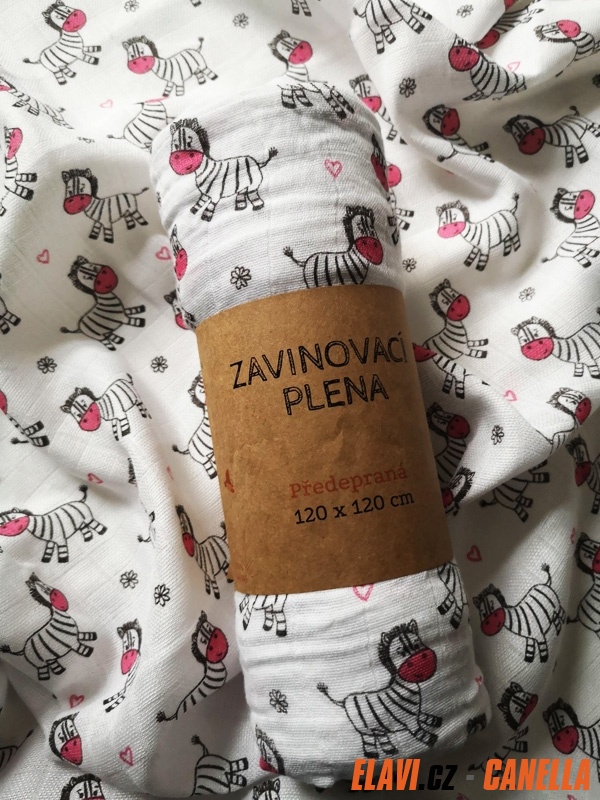 ZAVINOVACÍ
PLENA
Předepraná
120 x 120 cm
ELAVI.CZ - CANELLA